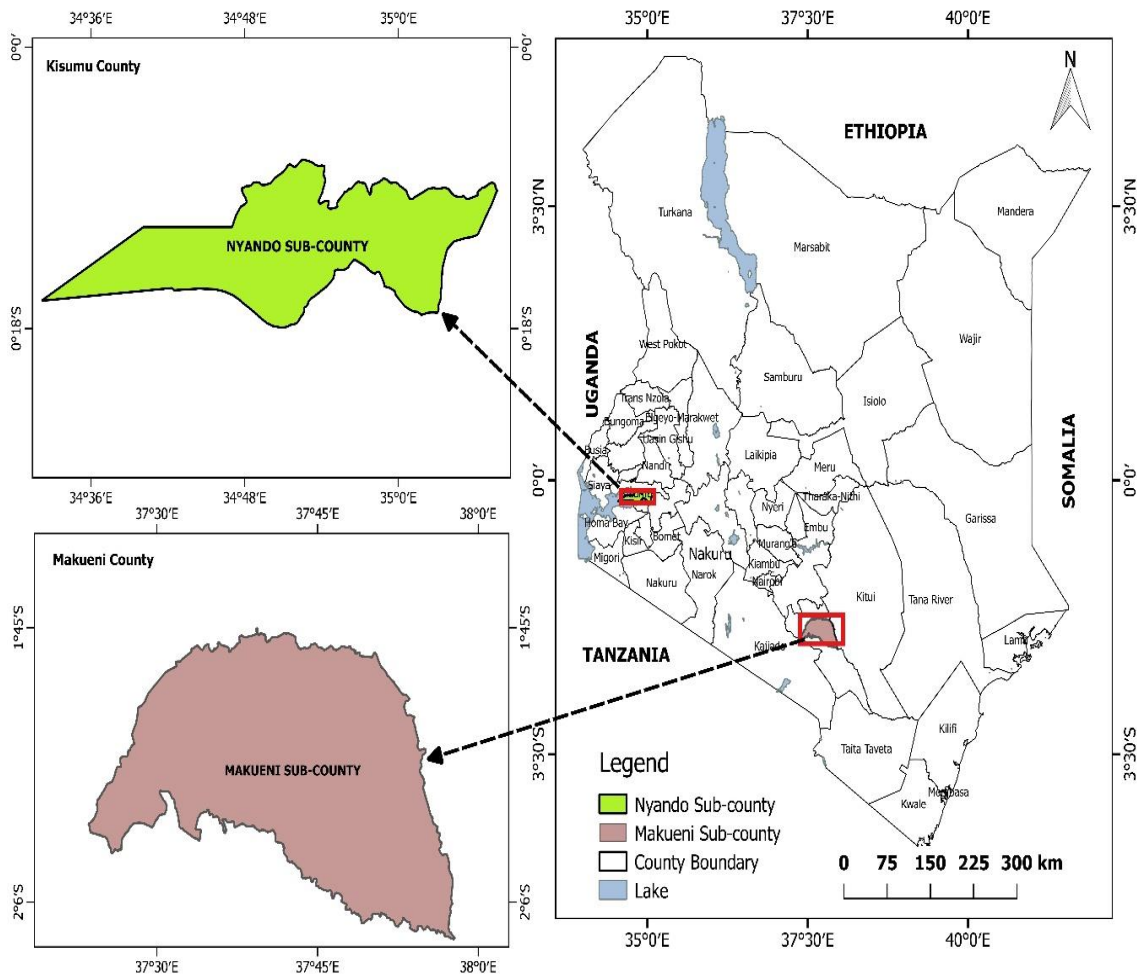 34°36'E 34°48'E 35°0'E
0°0'
Kisumu County
NYANDO SUB-COUNTY
0°18'S
0°0'
0°18'S
34°36'E 34°48'E 35°0'E
37°30'E 37°45'E 38°0'E
Makueni County
1°45'S
MAKUENI SUB-COUNTY
2°6'S
1°45'S
2°6'S
37°30'E 37°45'E 38°0'E
35°0'E 37°30'E 40°0'E
N
ETHIOPIA
3°30'N
3°30'N
Turkana
Mandera
Marsabit
UGANDA
West Pokot
Wajir
Samburu
Isiolo
Trans Nzoia
Bungoma
Elgeyo-Marakwet
Uasin Gishu
Busia
Nandi
Laikipia
Meru
SOMALIA
0°0'
0°0'
Siaya
Tharaka-Nithi
Nyeri
Garissa
Homa Bay
Embu
Kisii
Bomet
Nakuru
Murang'a
Migori
Kiambu
Nakuru
Narok
Nairobi
Kitui
Tana River
Lamu
Kajiado
TANZANIA
Kilifi
Taita Taveta
3°30'S
3°30'S
Kwale
Mombasa
Legend
Nyando Sub-county
Makueni Sub-county
County Boundary
Lake
0 75 150 225 300 km
35°0'E 37°30'E 40°0'E